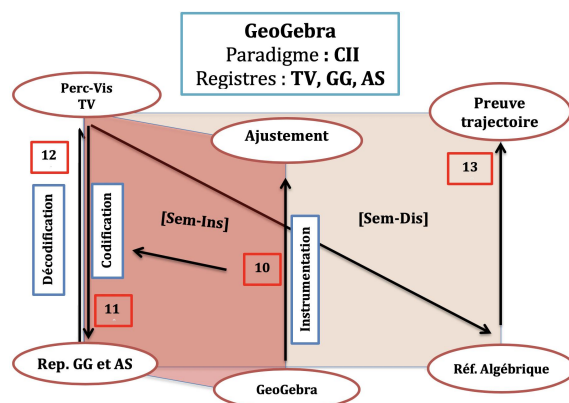 GeoGebra
Paradigme : CII
Registres : TV, GG, AS
Perc-Vis
TV
Ajustement
Preuve
trajectoire
12
13
Décodification
Codification
[Sem-Ins]
Instrumentation
[Sem-Dis]
10
11
Rep. GG et AS
GeoGebra
Réf. Algébrique